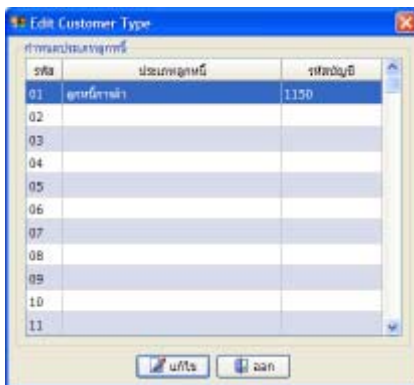 Edit Customer Type
กำหนดประเภทลูกหนี้
รหัส ประเภทลูกหนี้ รหัสบัญชี
01 ลูกหนี้การค้า 1150
02
03
04
05
06
07
08
09
10
11
แก้ไข ออก